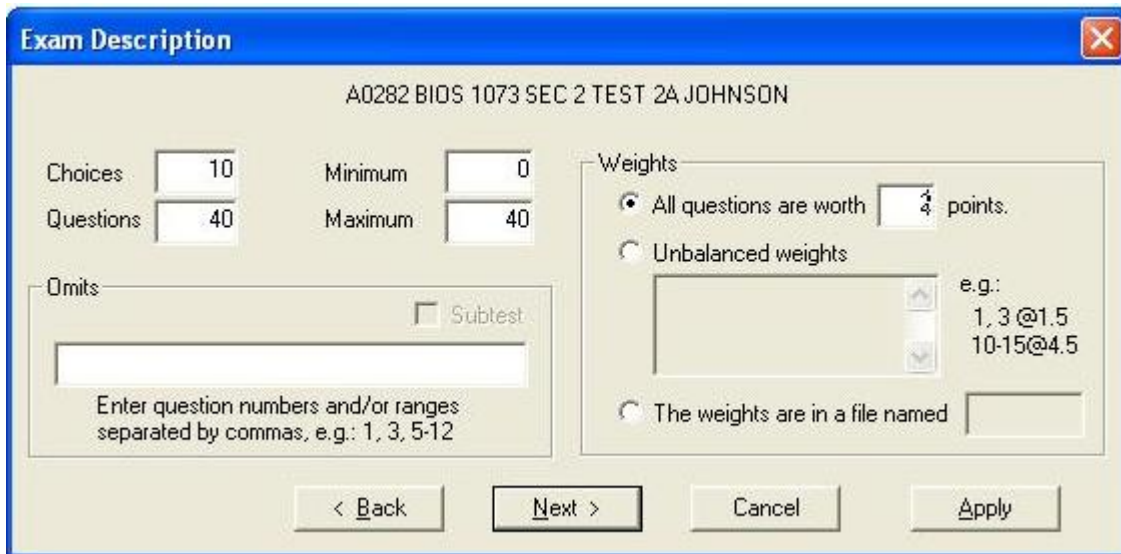 Exam Description
A0282 BIOS 1073 SEC 2 TEST 2A JOHNSON
Choices 10 Minimum 0
Questions 40 Maximum 40
Omits
Subtest
Enter question numbers and/or ranges
separated by commas, e.g.: 1, 3, 5-12
Weights
All questions are worth points.
Unbalanced weights
e.g.:
1, 3 @1.5
10-15@4.5
The weights are in a file named
< Back Next > Cancel Apply